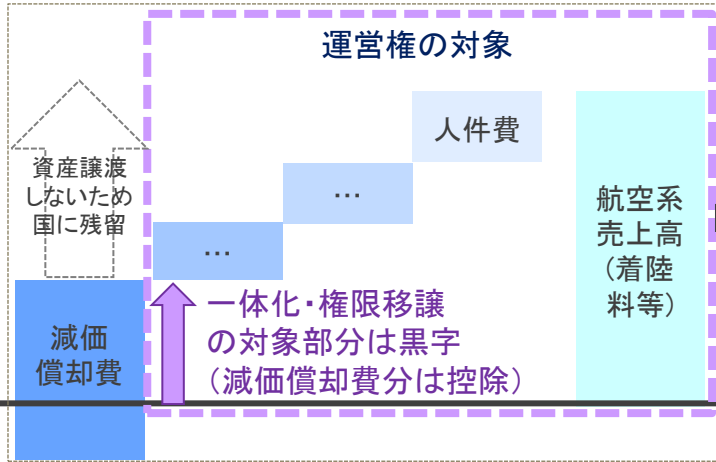 運営権の対象
人件費
資産譲渡
しないため
国に残留
…
…
航空系
売上高
(着陸
料等)
減価
償却費
一体化・権限移譲
の対象部分は黒字
(減価償却費分は控除)